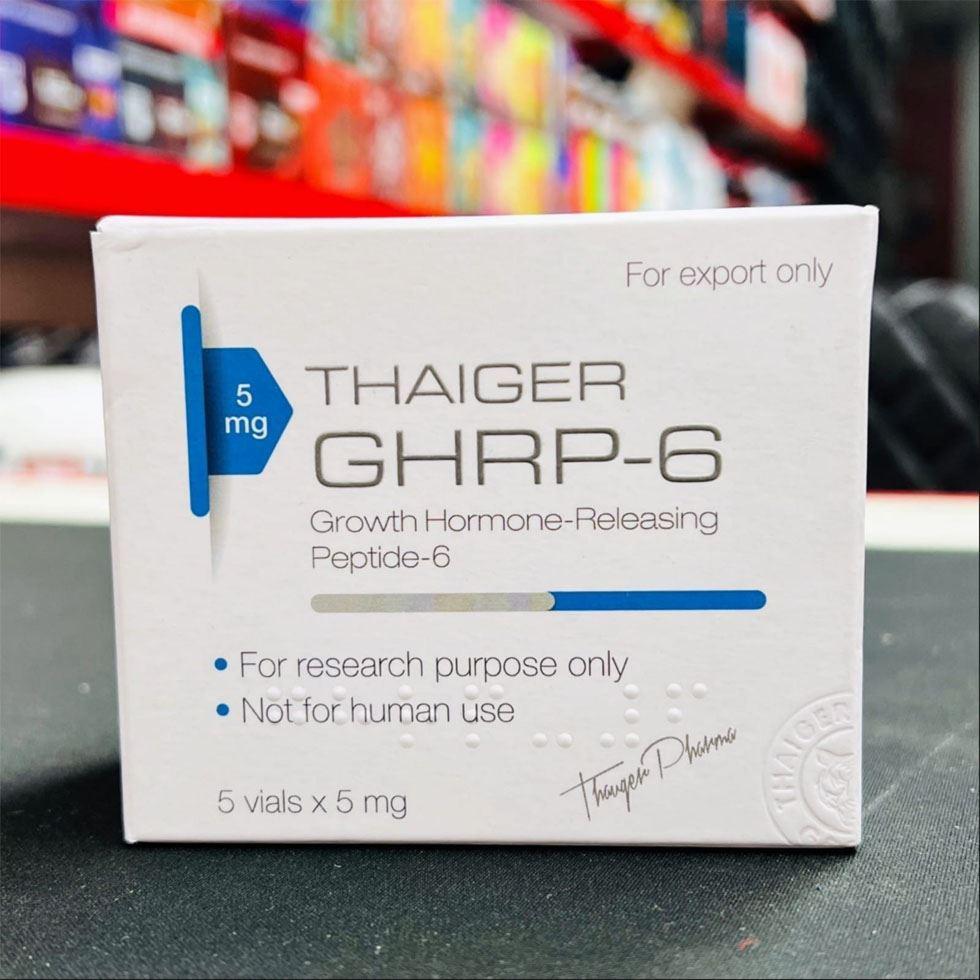 For export only
5
mg
THAIGER
GHRP-6
Growth Hormone-Releasing
Peptide-6
• For research purpose only
• Not for human use
5 vials x 5 mg
Thaiger Pharma
THAIGER